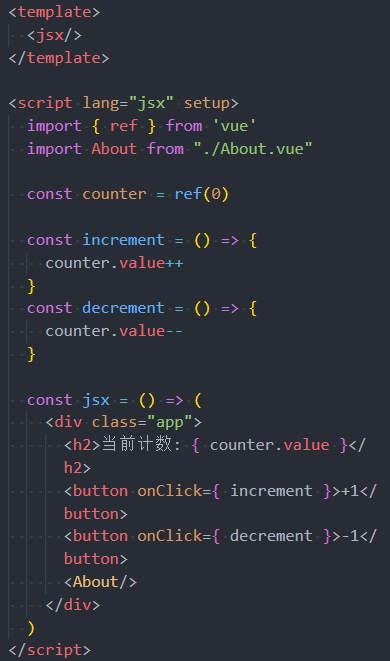 <template>
  <jsx/>
</template>

<script lang="jsx" setup>
  import { ref } from 'vue'
  import About from "./About.vue"

  const counter = ref(0)

  const increment = () => {
    counter.value++
  }
  const decrement = () => {
    counter.value--
  }

  const jsx = () => (
    <div class="app">
      <h2>当前计数: { counter.value }</
      h2>
      <button onClick={ increment }>+1</
      button>
      <button onClick={ decrement }>-1</
      button>
      <About/>
    </div>
  )
</script>